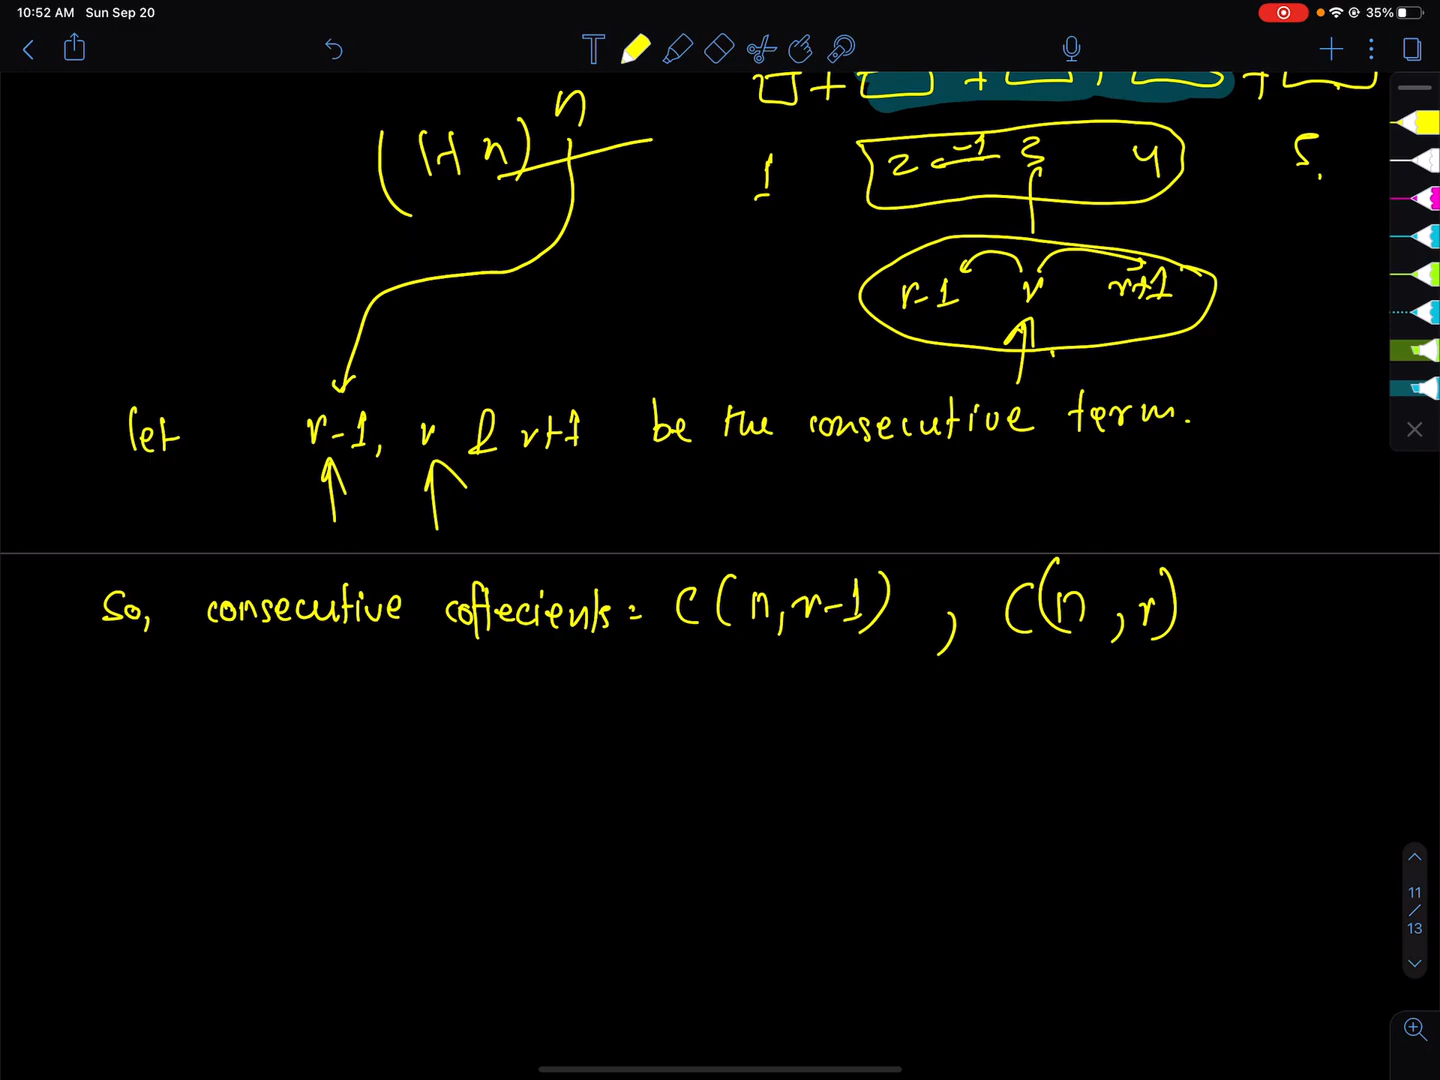 10:52 AM Sun Sep 20
35%
□ + □ + □ + □ + □
(1+x)^n
1 2 ←-1 3 4 5.
r-1 r r+1
let r-1, r & r+1 be the consecutive term.
So, consecutive coffecients = C(n, r-1) , C(n, r)
11
/
13